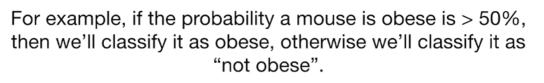 For example, if the probability a mouse is obese is > 50%,
then we’ll classify it as obese, otherwise we’ll classify it as
“not obese”.